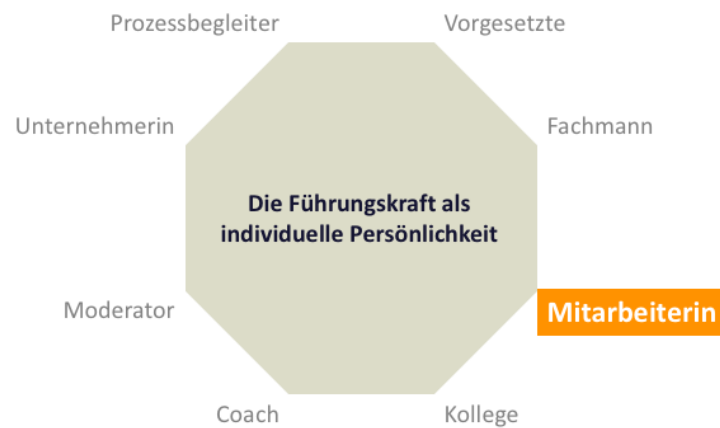 Prozessbegleiter
Vorgesetzte
Unternehmerin
Fachmann
Die Führungskraft als
individuelle Persönlichkeit
Moderator
Mitarbeiterin
Coach
Kollege